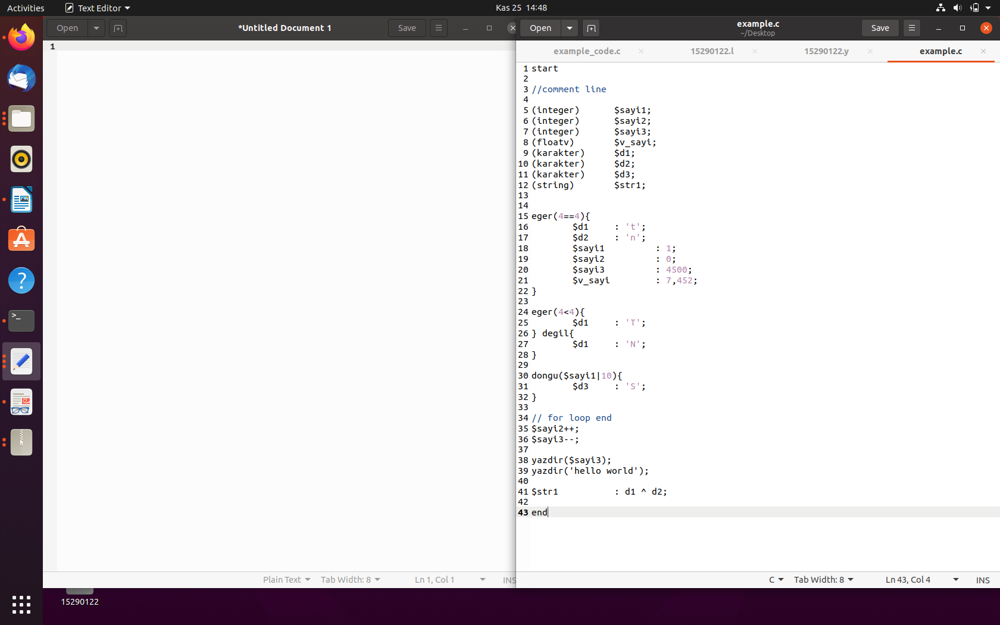 Activities Text Editor Kas 25 14:48
Open *Untitled Document 1 Save
1
Plain Text Tab Width: 8 Ln 1, Col 1 INS
15290122
Open example.c Save
~/Desktop
example_code.c 15290122.l 15290122.y example.c
1 start
2
3 //comment line
4
5 (integer) $sayi1;
6 (integer) $sayi2;
7 (integer) $sayi3;
8 (floatv) $v_sayi;
9 (karakter) $d1;
10 (karakter) $d2;
11 (karakter) $d3;
12 (string) $str1;
13
14
15 eger(4==4){
16 $d1 : 't';
17 $d2 : 'n';
18 $sayi1 : 1;
19 $sayi2 : 0;
20 $sayi3 : 4500;
21 $v_sayi : 7,452;
22 }
23
24 eger(4<4){
25 $d1 : 'T';
26 } degil{
27 $d1 : 'N';
28 }
29
30 dongu($sayi1|10){
31 $d3 : 'S';
32 }
33
34 // for loop end
35 $sayi2++;
36 $sayi3--;
37
38 yazdir($sayi3);
39 yazdir('hello world');
40
41 $str1 : d1 ^ d2;
42
43 end
C Tab Width: 8 Ln 43, Col 4 INS